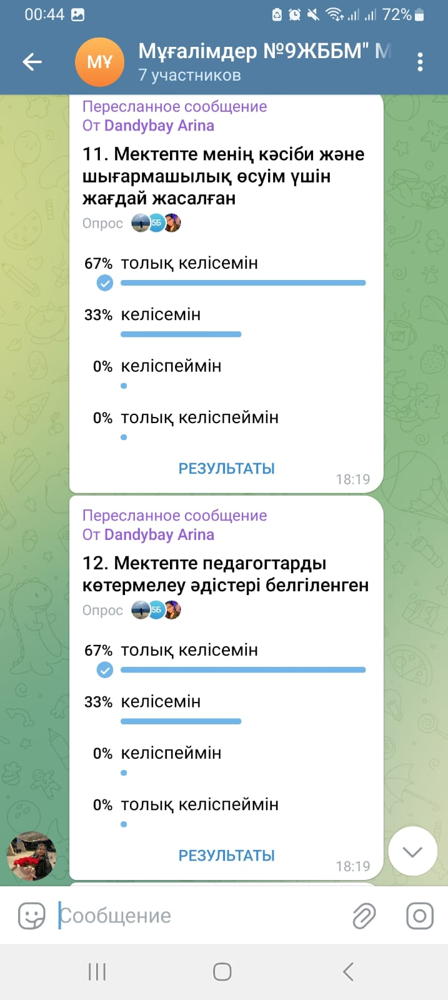 00:44
72%
МҰ
Мұғалімдер №9ЖББМ" М
7 участников
Пересланное сообщение
От Dandybay Arina
11. Мектепте менің кәсіби және
шығармашылық өсуім үшін
жағдай жасалған
Опрос 5Б
67% толық келісемін
33% келісемін
0% келіспеймін
0% толық келіспеймін
РЕЗУЛЬТАТЫ
18:19
Пересланное сообщение
От Dandybay Arina
12. Мектепте педагогтарды
көтермелеу әдістері белгіленген
Опрос 5Б
67% толық келісемін
33% келісемін
0% келіспеймін
0% толық келіспеймін
РЕЗУЛЬТАТЫ
18:19
Сообщение